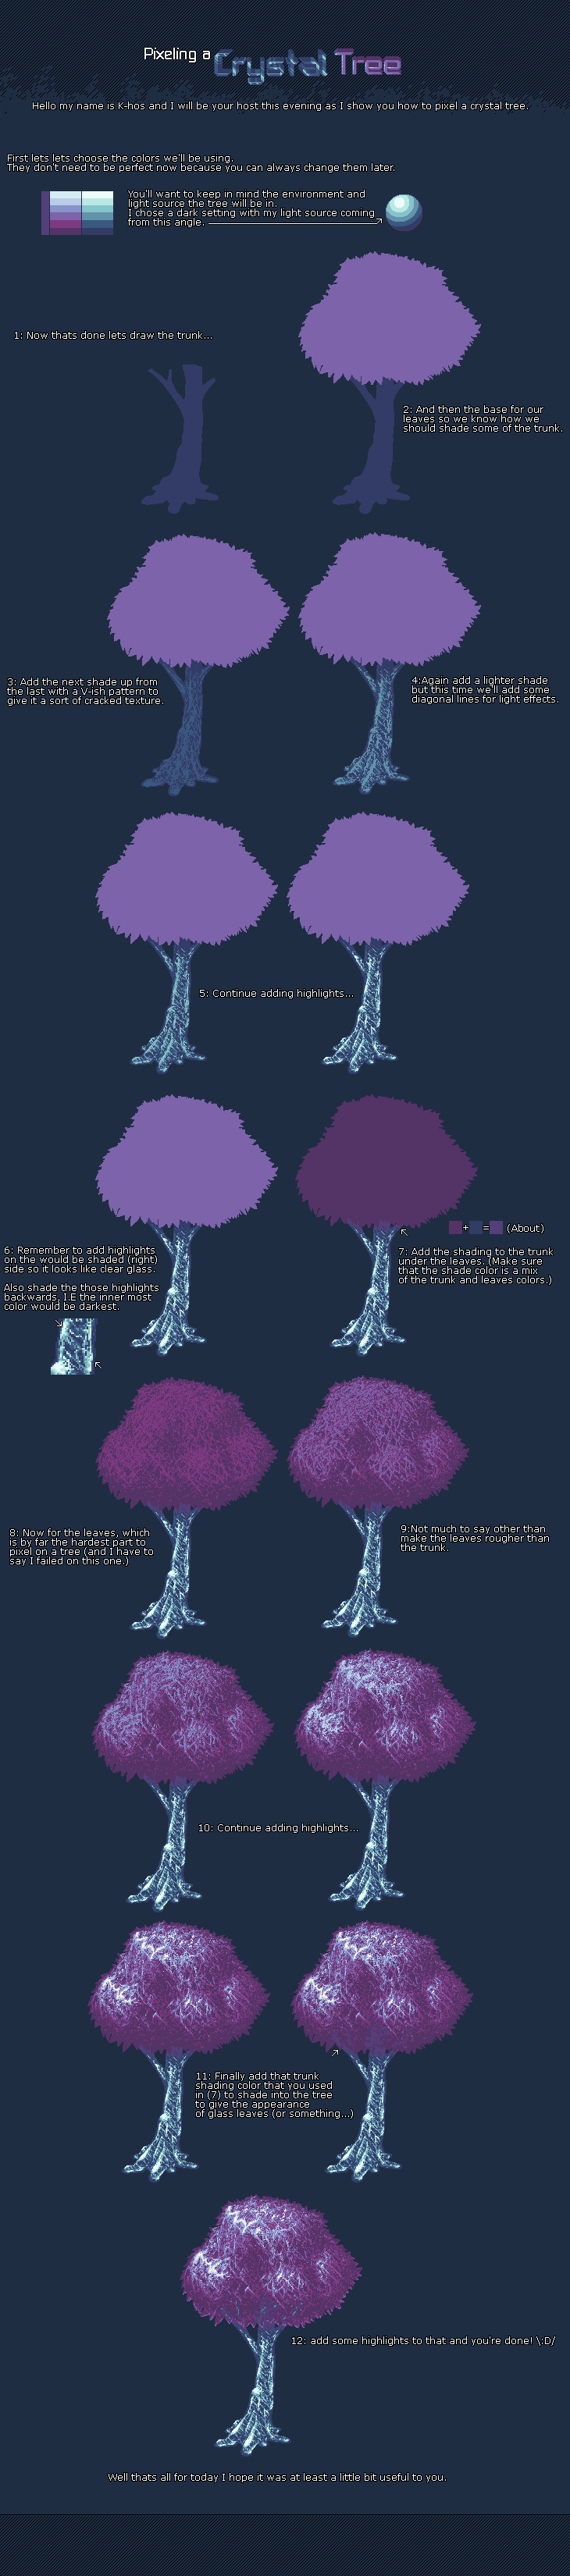 Pixeling a Crystal Tree
Hello my name is K-hos and I will be your host this evening as I show you how to pixel a crystal tree.
First lets lets choose the colors we'll be using.
They don't need to be perfect now because you can always change them later.
You'll want to keep in mind the environment and
light source the tree will be in.
I chose a dark setting with my light source coming
from this angle.
1: Now thats done lets draw the trunk...
2: And then the base for our
leaves so we know how we
should shade some of the trunk.
3: Add the next shade up from
the last with a V-ish pattern to
give it a sort of cracked texture.
4:Again add a lighter shade
but this time we'll add some
diagonal lines for light effects.
5: Continue adding highlights...
6: Remember to add highlights
on the would be shaded (right)
side so it looks like clear glass.
Also shade the those highlights
backwards, I.E the inner most
color would be darkest.
+ = (About)
7: Add the shading to the trunk
under the leaves. (Make sure
that the shade color is a mix
of the trunk and leaves colors.)
8: Now for the leaves, which
is by far the hardest part to
pixel on a tree (and I have to
say I failed on this one.)
9:Not much to say other than
make the leaves rougher than
the trunk.
10: Continue adding highlights...
11: Finally add that trunk
shading color that you used
in (7) to shade into the tree
to give the appearance
of glass leaves (or something...)
12: add some highlights to that and you're done! \:D/
Well thats all for today I hope it was at least a little bit useful to you.